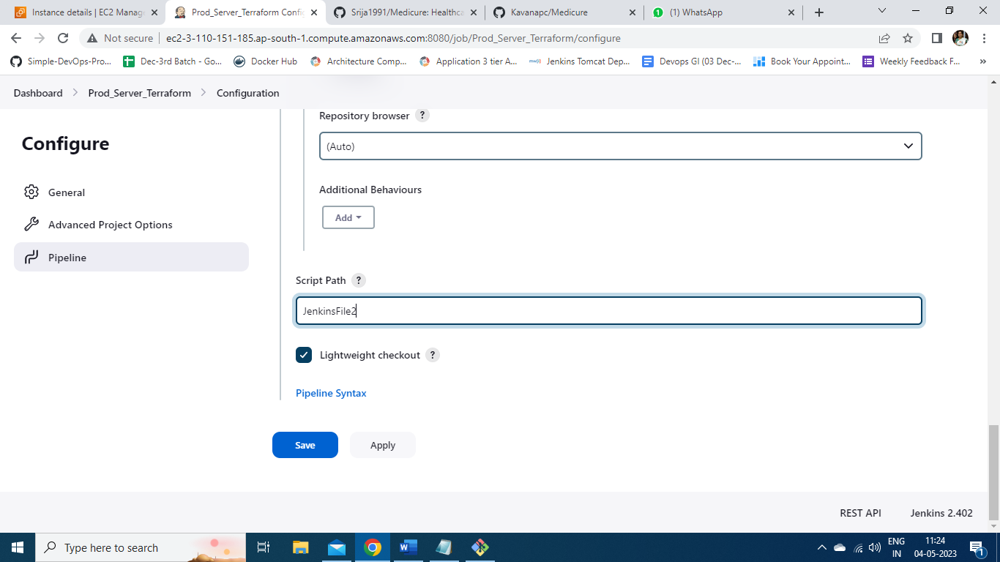 Instance details | EC2 Manag
Prod_Server_Terraform Config
Srija1991/Medicure: Healthca
Kavanapc/Medicure
(1) WhatsApp
Not secure
ec2-3-110-151-185.ap-south-1.compute.amazonaws.com:8080/job/Prod_Server_Terraform/configure
Simple-DevOps-Pro...
Dec-3rd Batch - Go...
Docker Hub
Architecture Comp...
Application 3 tier A...
Jenkins Tomcat Dep...
Devops GI (03 Dec-...
Book Your Appoint...
Weekly Feedback F...
»
Dashboard
Prod_Server_Terraform
Configuration
Configure
General
Advanced Project Options
Pipeline
Repository browser ?
(Auto)
Additional Behaviours
Add
Script Path ?
JenkinsFile2
Lightweight checkout ?
Pipeline Syntax
Save
Apply
REST API
Jenkins 2.402
Type here to search
ENG
IN
11:24
04-05-2023
1